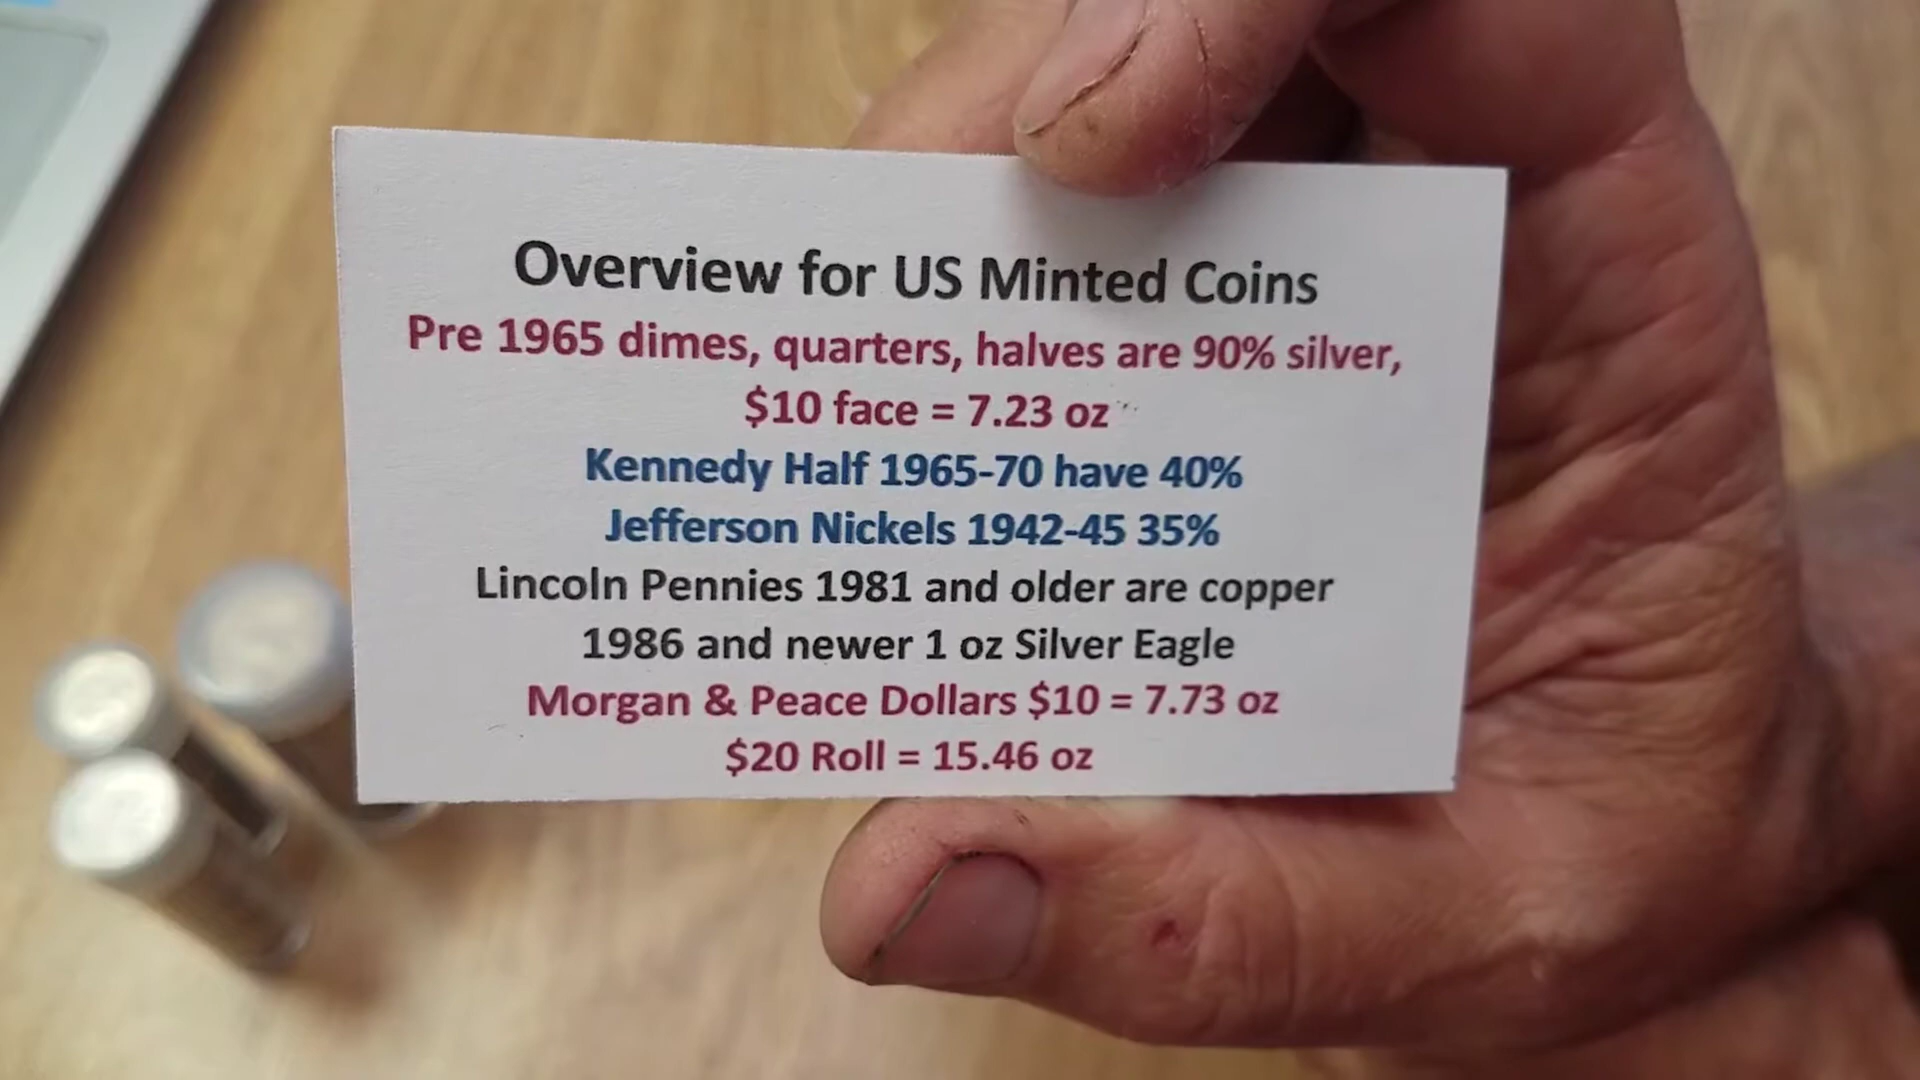 Overview for US Minted Coins
Pre 1965 dimes, quarters, halves are 90% silver,
$10 face = 7.23 oz
Kennedy Half 1965-70 have 40%
Jefferson Nickels 1942-45 35%
Lincoln Pennies 1981 and older are copper
1986 and newer 1 oz Silver Eagle
Morgan & Peace Dollars $10 = 7.73 oz
$20 Roll = 15.46 oz